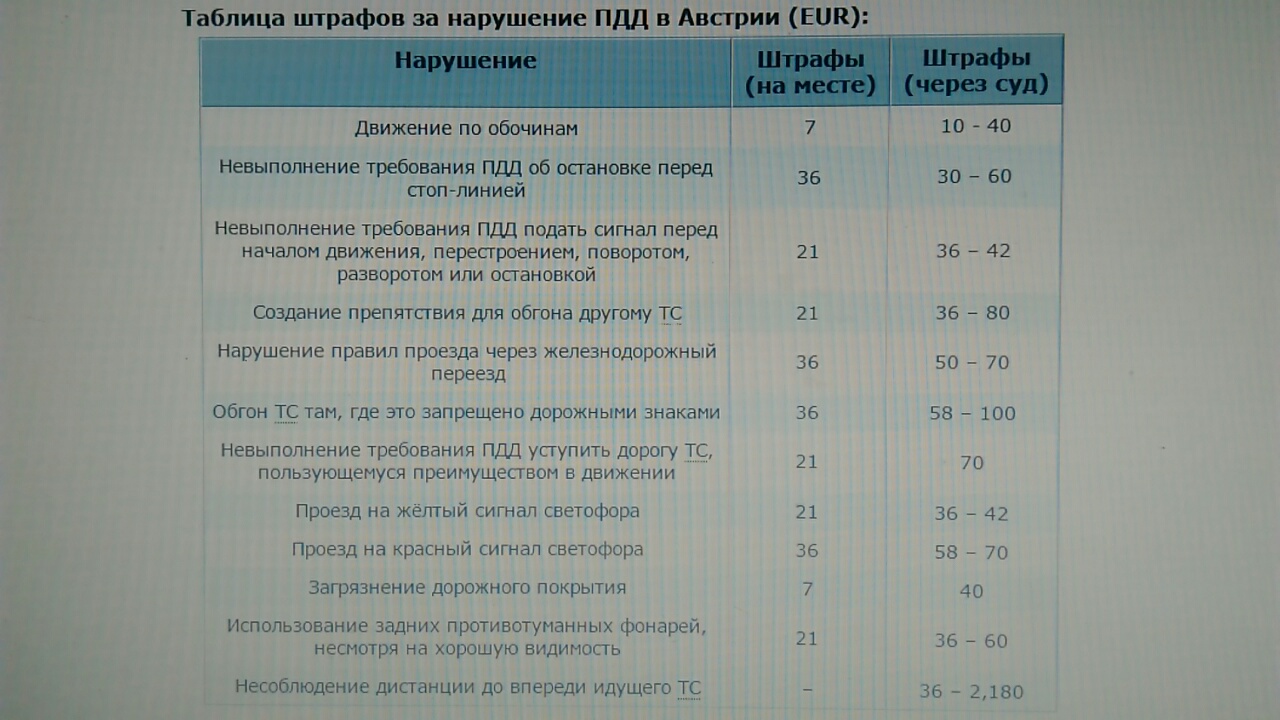 Таблица штрафов за нарушение ПДД в Австрии (EUR):
Нарушение
Штрафы
(на месте)
Штрафы
(через суд)
Движение по обочинам
7
10 - 40
Невыполнение требования ПДД об остановке перед
стоп-линией
36
30 – 60
Невыполнение требования ПДД подать сигнал перед
началом движения, перестроением, поворотом,
разворотом или остановкой
21
36 – 42
Создание препятствия для обгона другому ТС
21
36 – 80
Нарушение правил проезда через железнодорожный
переезд
36
50 – 70
Обгон ТС там, где это запрещено дорожными знаками
36
58 – 100
Невыполнение требования ПДД уступить дорогу ТС,
пользующемуся преимуществом в движении
21
70
Проезд на жёлтый сигнал светофора
21
36 – 42
Проезд на красный сигнал светофора
36
58 – 70
Загрязнение дорожного покрытия
7
40
Использование задних противотуманных фонарей,
несмотря на хорошую видимость
21
36 – 60
Несоблюдение дистанции до впереди идущего ТС
–
36 – 2,180